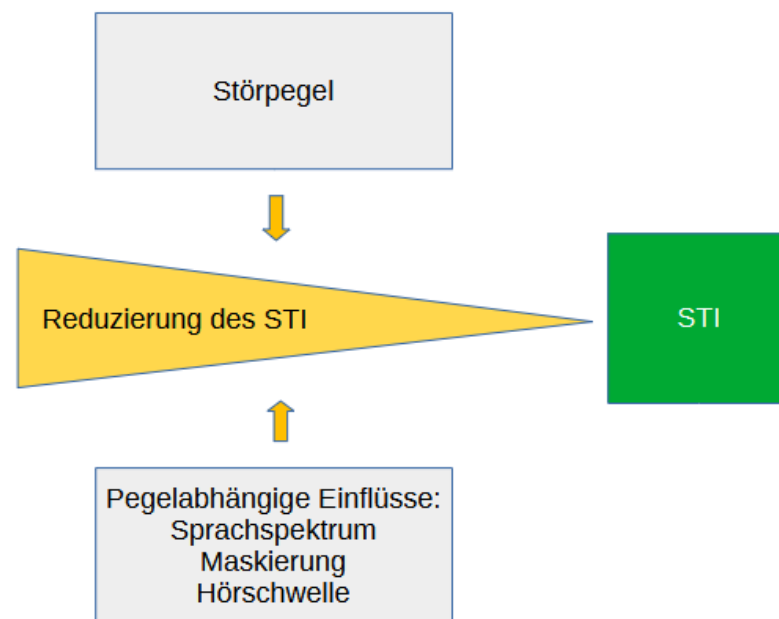 Störpegel
Reduzierung des STI
STI
Pegelabhängige Einflüsse:
Sprachspektrum
Maskierung
Hörschwelle